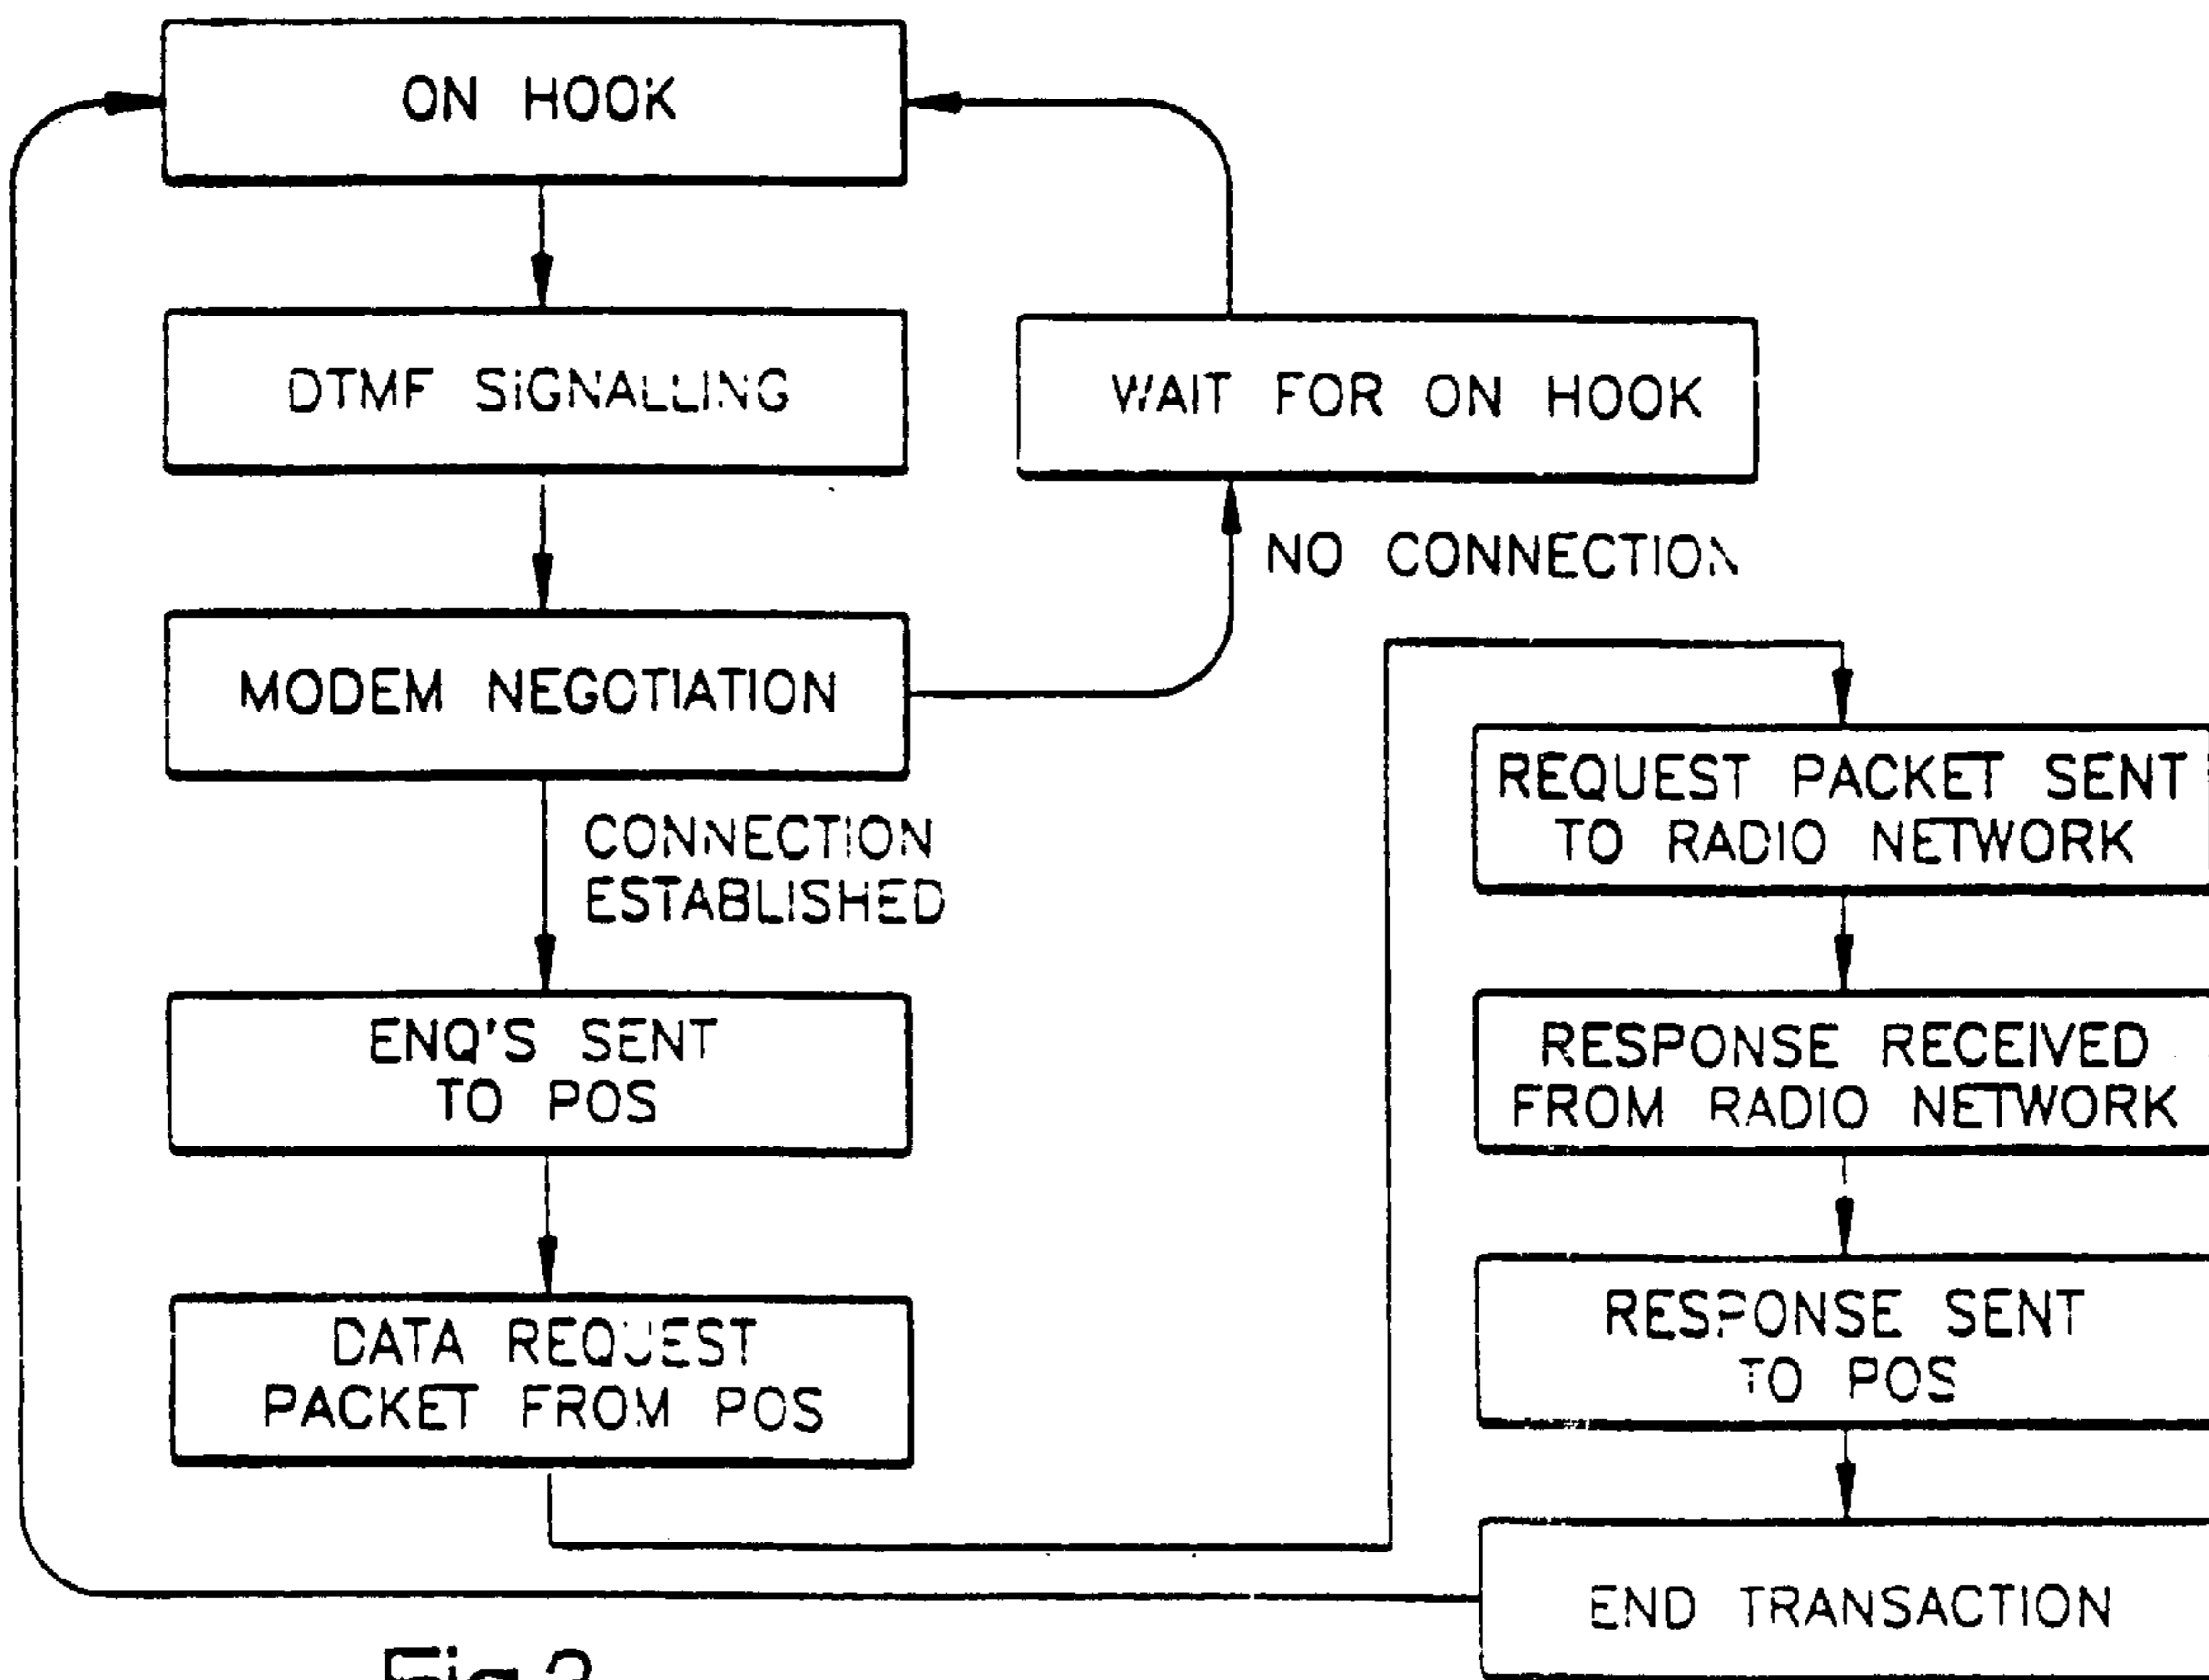 ON HOOK
DTMF SIGNALLING
WAIT FOR ON HOOK
NO CONNECTION
MODEM NEGOTIATION
CONNECTION
ESTABLISHED
ENQ'S SENT
TO POS
DATA REQUEST
PACKET FROM POS
REQUEST PACKET SENT
TO RADIO NETWORK
RESPONSE RECEIVED
FROM RADIO NETWORK
RESPONSE SENT
TO POS
END TRANSACTION